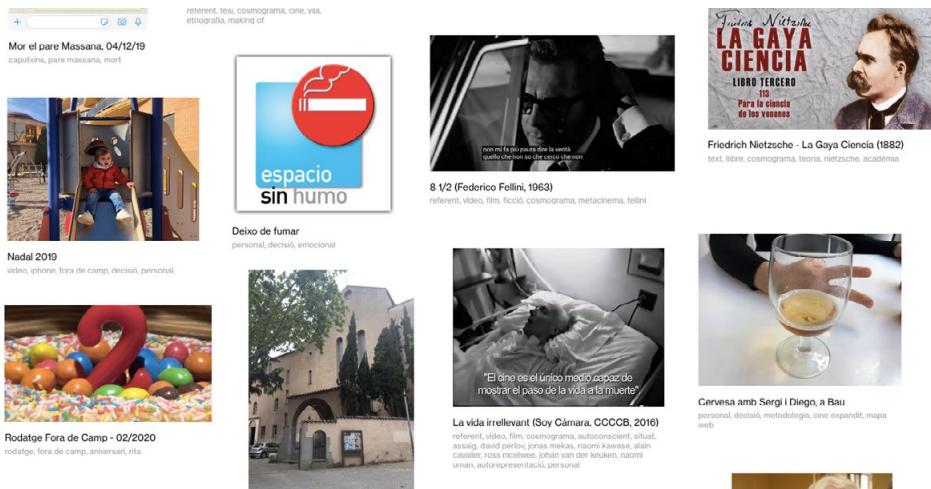 referent, tesi, cosmograma, cine, vila,
etnografia, making of
Mor el pare Massana, 04/12/19
caputxins, pare massana, mort
espacio
sin humo
Deixo de fumar
personal, decisió, emocional
non mi fa più paura dire la verità
quello che non so che cerco che non
8 1/2 (Federico Fellini, 1963)
referent, vídeo, film, ficció, cosmograma, metacinema, fellini
Friedrich Nietzsche
LA GAYA
CIENCIA
LIBRO TERCERO
113
Para la ciencia
de los venenos
Friedrich Nietzsche - La Gaya Ciencia (1882)
text, llibre, cosmograma, teoria, nietzsche, acadèmia
Nadal 2019
video, iphone, fora de camp, decisió, personal,
"El cine es el único medio capaz de
mostrar el paso de la vida a la muerte".
La vida irrellevant (Soy Cámara, CCCCB, 2016)
referent, vídeo, film, cosmograma, autoconscient, situat,
assaig, david perlov, jonas mekas, naomi kawase, alain
cavalier, ross mcelwee, johan van der keuken, naomi
uman, autorepresentació, personal
Cervesa amb Sergi i Diego, a Bau
personal, decisió, metodologia, cine expandit, mapa
web
2
Rodatge Fora de Camp - 02/2020
rodatge, fora de camp, aniversari, rita